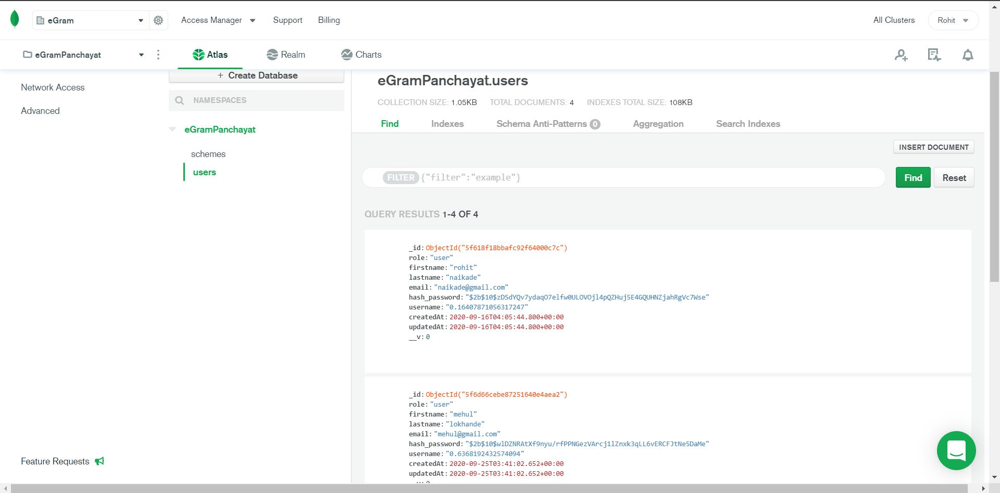 eGram
Access Manager
Support
Billing
All Clusters
Rohit
eGramPanchayat
Atlas
Realm
Charts
Network Access
Advanced
Feature Requests
+ Create Database
NAMESPACES
eGramPanchayat
schemes
users
eGramPanchayat.users
COLLECTION SIZE: 1.05KB TOTAL DOCUMENTS: 4 INDEXES TOTAL SIZE: 108KB
Find Indexes Schema Anti-Patterns 0 Aggregation Search Indexes
INSERT DOCUMENT
FILTER {"filter":"example"}
Find
Reset
QUERY RESULTS 1-4 OF 4
_id: ObjectId("5f618f18bbafc92f64000c7c")
role: "user"
firstname: "rohit"
lastname: "naikade"
email: "naikade@gmail.com"
hash_password: "$2b$10$zDSdYQv7ydaqO7elfw0ULOVOjl4pQZHuj5E4GQUHNZjahRgVc7Wse"
username: "0.16407871056317247"
createdAt: 2020-09-16T04:05:44.800+00:00
updatedAt: 2020-09-16T04:05:44.800+00:00
__v: 0
_id: ObjectId("5f6d66cebe87251640e4aea2")
role: "user"
firstname: "mehul"
lastname: "lokhande"
email: "mehul@gmail.com"
hash_password: "$2b$10$wlDZNRAtXf9nyu/rfPPNGezVArcj1lZnxk3qLL6vERCFJtNe5DaMe"
username: "0.6368192432574094"
createdAt: 2020-09-25T03:41:02.652+00:00
updatedAt: 2020-09-25T03:41:02.652+00:00